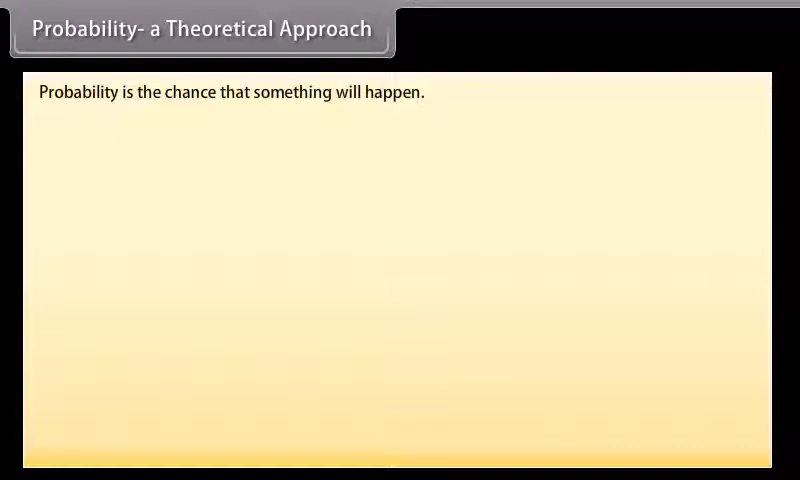 Probability- a Theoretical Approach
Probability is the chance that something will happen.